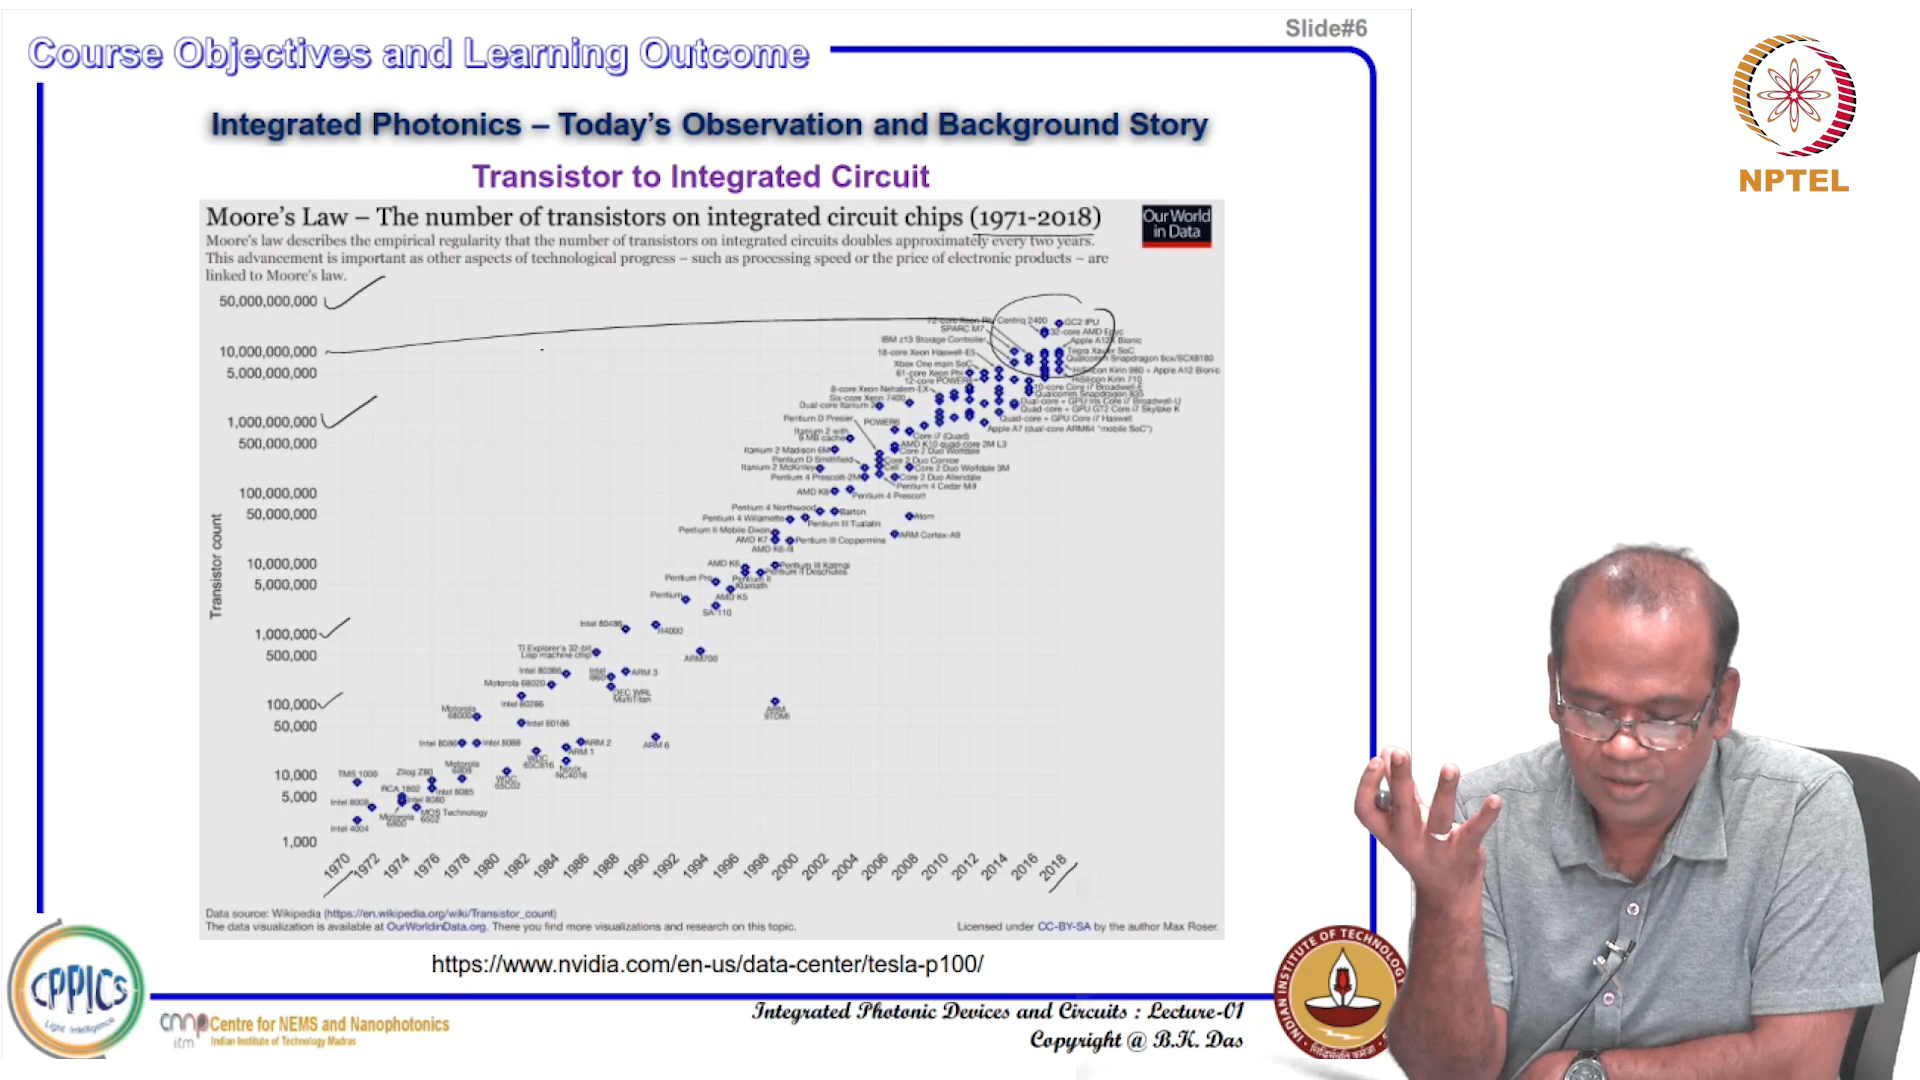 Slide#6
Course Objectives and Learning Outcome
NPTEL
Integrated Photonics – Today's Observation and Background Story
Transistor to Integrated Circuit
Moore's Law – The number of transistors on integrated circuit chips (1971-2018)
Our World
in Data
Moore's law describes the empirical regularity that the number of transistors on integrated circuits doubles approximately every two years.
This advancement is important as other aspects of technological progress – such as processing speed or the price of electronic products – are
linked to Moore's law.
Transistor count
50,000,000,000
10,000,000,000
5,000,000,000
1,000,000,000
500,000,000
100,000,000
50,000,000
10,000,000
5,000,000
1,000,000
500,000
100,000
50,000
10,000
5,000
1,000
GC2 IPU
SPARC M7
32-core AMD Epyc
IBM z13 Storage Controller
Apple A12X Bionic
18-core Xeon Haswell-E5
Tegra Xavier SoC
Qualcomm Snapdragon 8cx/SCX8180
Xbox One main SoC
61-core Xeon Phi
HiSilicon Kirin 980 + Apple A12 Bionic
12-core POWER8
HiSilicon Kirin 710
8-core Xeon Nehalem-EX
10-core Core i7 Broadwell-E
Six-core Xeon 7400
Qualcomm Snapdragon 835
Dual-core Itanium 2
Dual-core + GPU Iris Core i7 Broadwell-U
Quad-core + GPU GT2 Core i7 Skylake K
Pentium D Presler
POWER6
Quad-core + GPU Core i7 Haswell
Apple A7 (dual-core ARM64 "mobile SoC")
Itanium 2 with
9 MB cache
Core i7 (Quad)
AMD K10 quad-core 2M L3
Itanium 2 Madison 6M
Core 2 Duo Wolfdale
Pentium D Smithfield
Core 2 Duo Conroe
Itanium 2 McKinley
Cell
Core 2 Duo Wolfdale 3M
Pentium 4 Prescott-2M
Core 2 Duo Allendale
Pentium 4 Cedar Mill
AMD K8
Pentium 4 Prescott
Pentium 4 Northwood
Barton
Pentium 4 Willamette
Pentium III Tualatin
Atom
Pentium II Mobile Dixon
AMD K7
Pentium III Coppermine
ARM Cortex-A9
AMD K6-III
AMD K6
Pentium III Katmai
Pentium II Deschutes
Pentium Pro
Pentium II
Klamath
Pentium
AMD K5
SA-110
Intel 80486
R4000
TI Explorer's 32-bit
Lisp machine chip
ARM700
Intel 80386
Intel
i960
ARM 3
Motorola 68020
DEC WRL
MultiTitan
Intel 80286
ARM
9TDMI
Motorola
68000
Intel 80186
Intel 8086
Intel 8088
ARM 2
ARM 1
ARM 6
WDC
65C816
Novix
NC4016
TMS 1000
Zilog Z80
Motorola
6809
WDC
65C02
RCA 1802
Intel 8085
Intel 8008
Intel 8080
Motorola
6800
MOS Technology
6502
Intel 4004
1970 1972 1974 1976 1978 1980 1982 1984 1986 1988 1990 1992 1994 1996 1998 2000 2002 2004 2006 2008 2010 2012 2014 2016 2018
Data source: Wikipedia (https://en.wikipedia.org/wiki/Transistor_count)
The data visualization is available at OurWorldinData.org. There you find more visualizations and research on this topic.
Licensed under CC-BY-SA by the author Max Roser.
https://www.nvidia.com/en-us/data-center/tesla-p100/
CPPICs
Light Intelligence
cnnp
itm
Centre for NEMS and Nanophotonics
Indian Institute of Technology Madras
Integrated Photonic Devices and Circuits : Lecture-01
Copyright @ B.K. Das
INDIAN INSTITUTE OF TECHNOLOGY